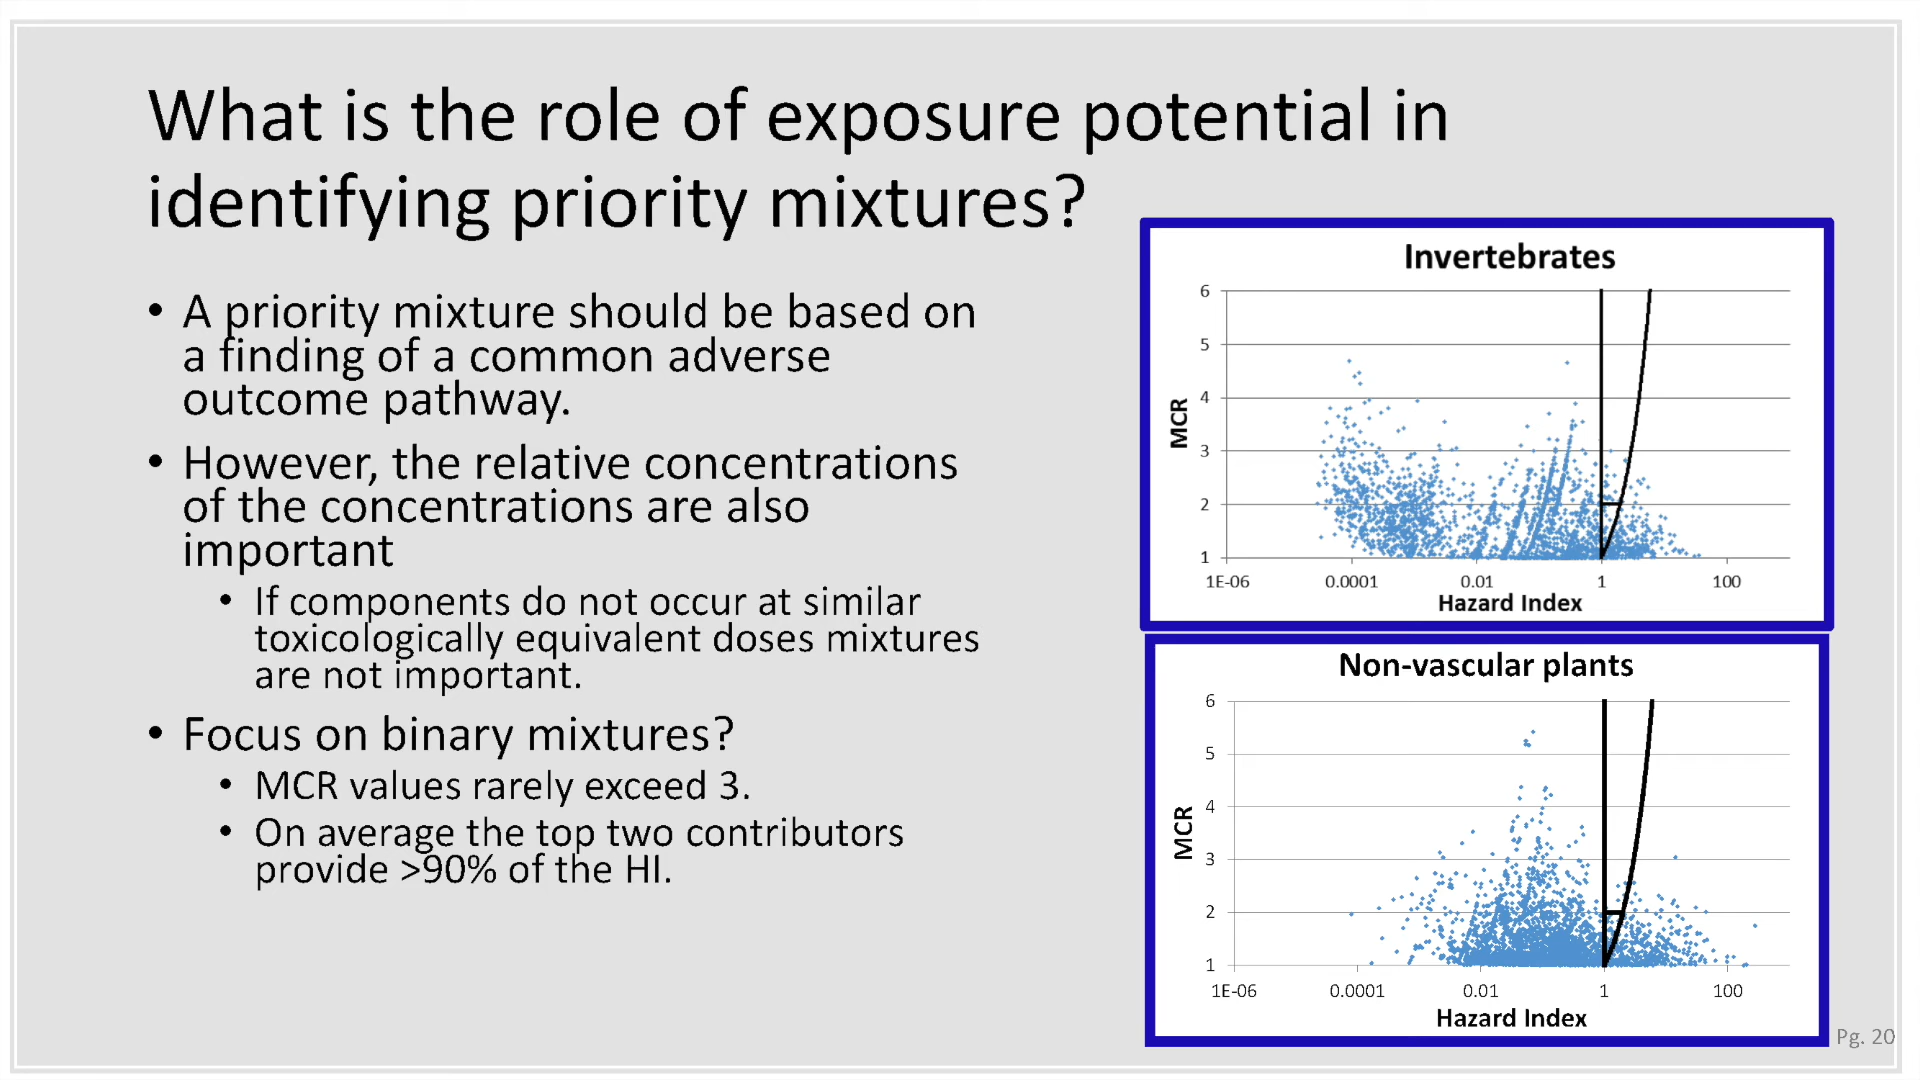 What is the role of exposure potential in
identifying priority mixtures?
• A priority mixture should be based on
a finding of a common adverse
outcome pathway.
• However, the relative concentrations
of the concentrations are also
important
• If components do not occur at similar
toxicologically equivalent doses mixtures
are not important.
• Focus on binary mixtures?
• MCR values rarely exceed 3.
• On average the top two contributors
provide >90% of the HI.
Invertebrates
6
5
4
3
2
1
MCR
1E-06 0.0001 0.01 1 100
Hazard Index
Non-vascular plants
6
5
4
3
2
1
MCR
1E-06 0.0001 0.01 1 100
Hazard Index
Pg. 20